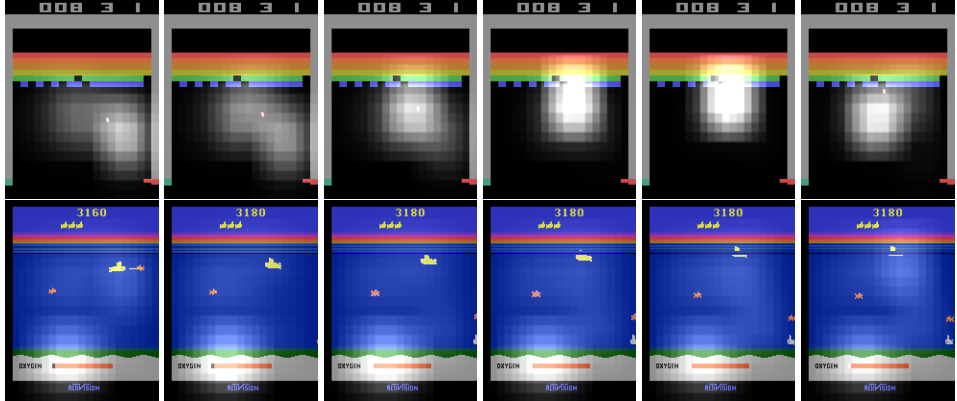 008 3 1 008 3 1 008 3 1 008 3 1 008 3 1 008 3 1
3160 3180 3180 3180 3180 3180
OXYGEN OXYGEN OXYGEN OXYGEN OXYGEN OXYGEN
ACTIVISION ACTIVISION ACTIVISION ACTIVISION ACTIVISION ACTIVISION